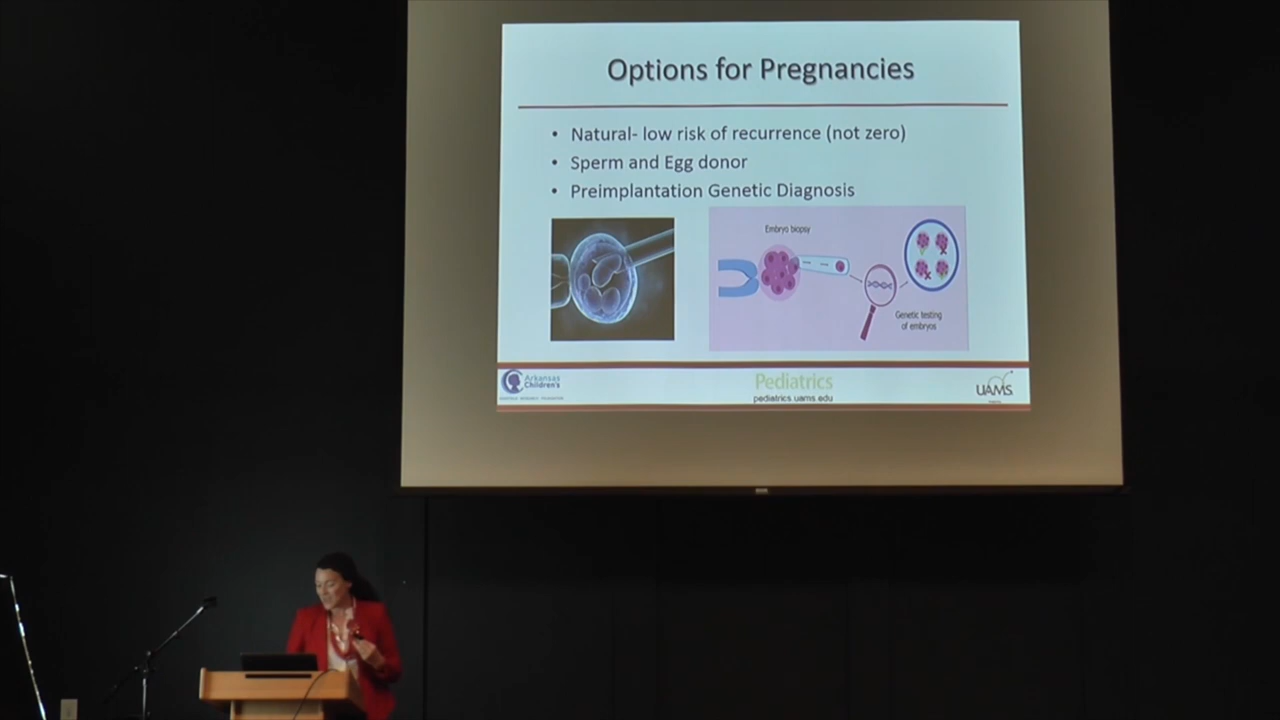 Options for Pregnancies
• Natural- low risk of recurrence (not zero)
• Sperm and Egg donor
• Preimplantation Genetic Diagnosis
Embryo biopsy
Genetic testing
of embryos
Arkansas
Children's
Pediatrics
pediatrics.uams.edu
UAMS